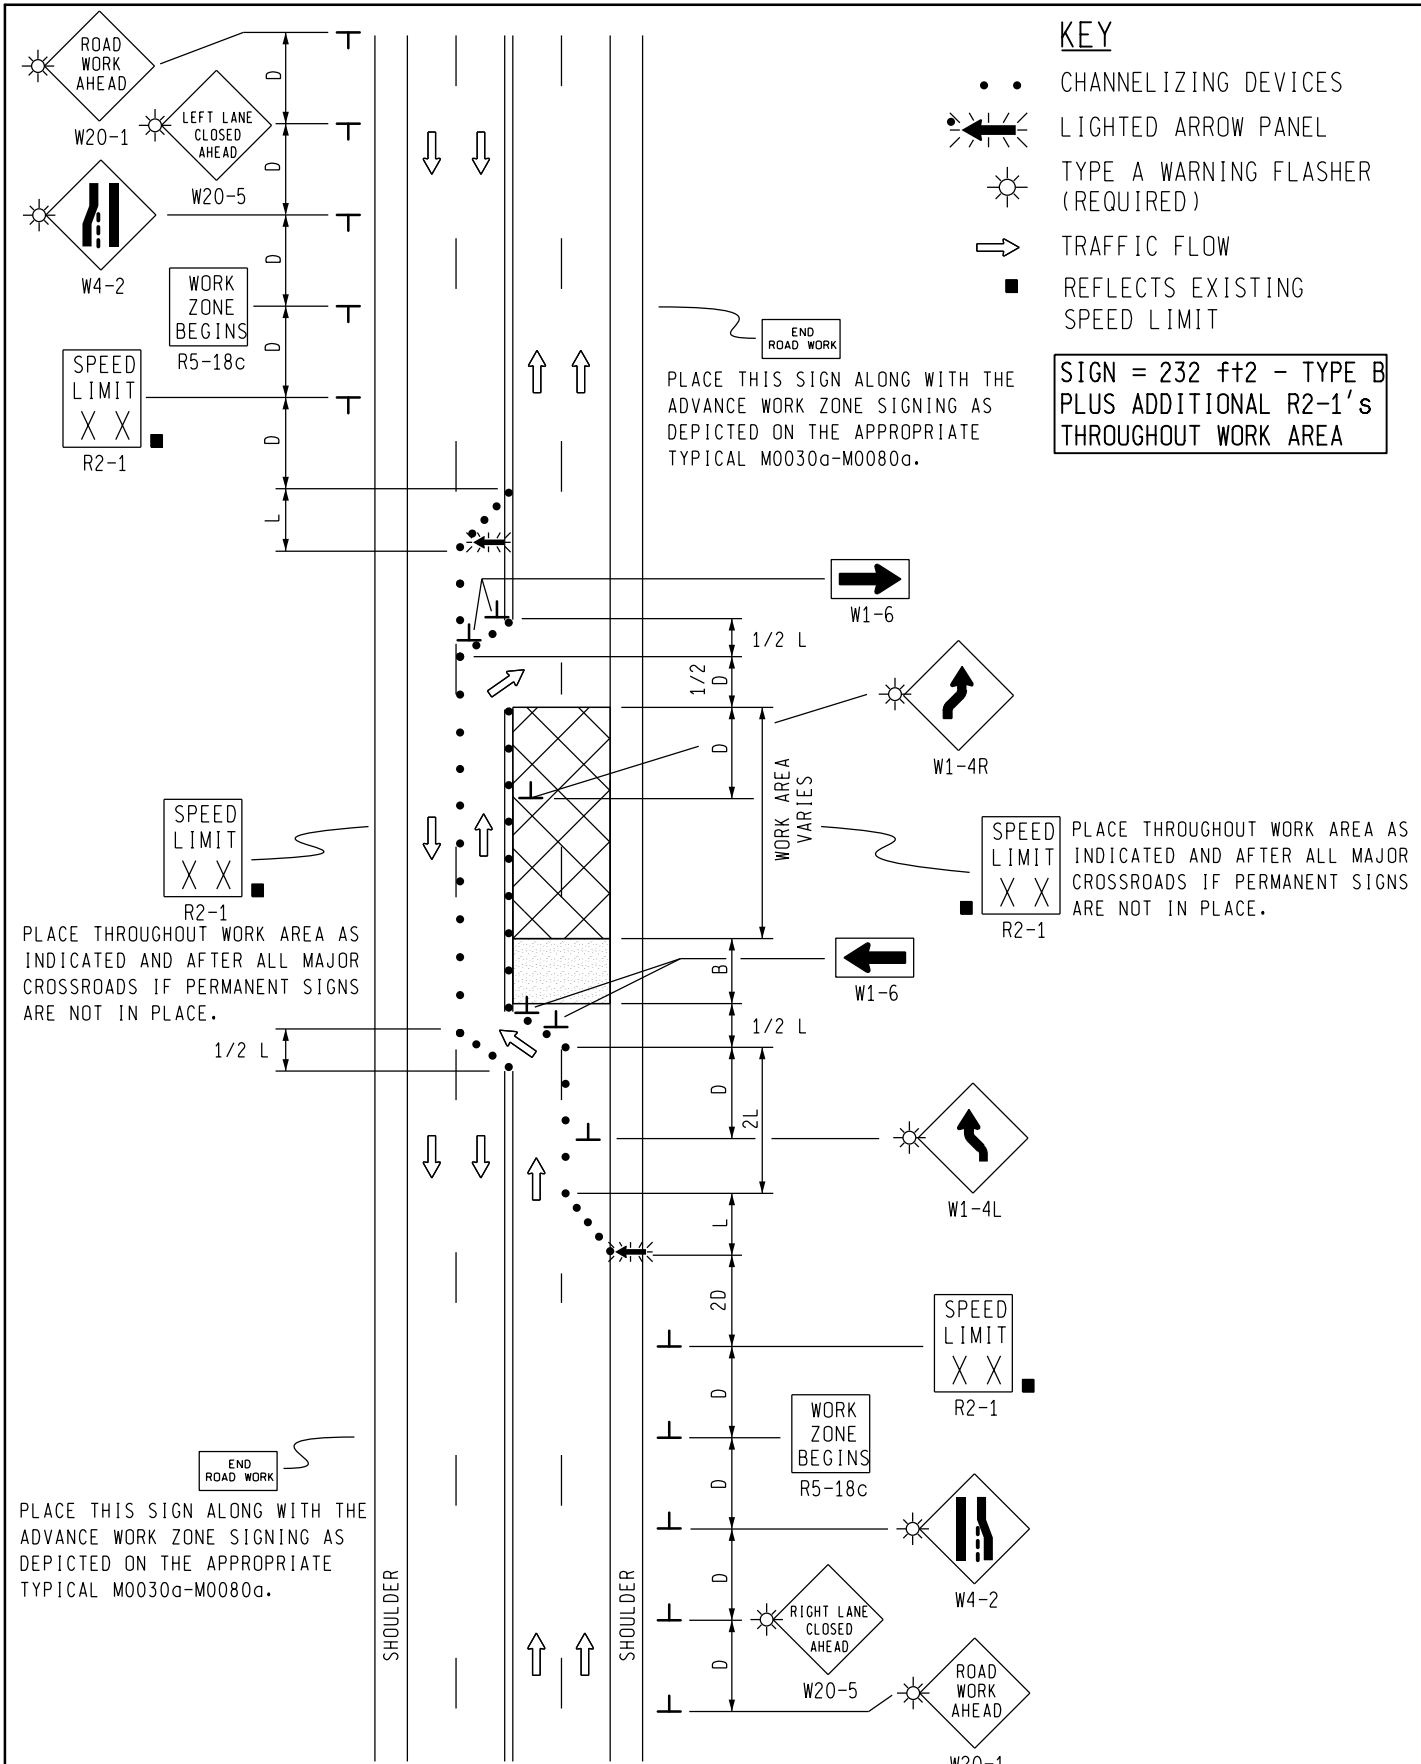 KEY
CHANNELIZING DEVICES
LIGHTED ARROW PANEL
TYPE A WARNING FLASHER
(REQUIRED)
TRAFFIC FLOW
REFLECTS EXISTING
SPEED LIMIT
SIGN = 232 ft2 - TYPE B
PLUS ADDITIONAL R2-1's
THROUGHOUT WORK AREA
ROAD
WORK
AHEAD
W20-1
D
LEFT LANE
CLOSED
AHEAD
W20-5
D
W4-2
D
WORK
ZONE
BEGINS
R5-18c
D
SPEED
LIMIT
X X
R2-1
D
L
END
ROAD WORK
PLACE THIS SIGN ALONG WITH THE
ADVANCE WORK ZONE SIGNING AS
DEPICTED ON THE APPROPRIATE
TYPICAL M0030a-M0080a.
W1-6
1/2 L
1/2
D
D
W1-4R
WORK AREA
VARIES
SPEED
LIMIT
X X
R2-1
PLACE THROUGHOUT WORK AREA AS
INDICATED AND AFTER ALL MAJOR
CROSSROADS IF PERMANENT SIGNS
ARE NOT IN PLACE.
SPEED
LIMIT
X X
R2-1
PLACE THROUGHOUT WORK AREA AS
INDICATED AND AFTER ALL MAJOR
CROSSROADS IF PERMANENT SIGNS
ARE NOT IN PLACE.
B
W1-6
1/2 L
1/2 L
D
2L
W1-4L
L
2D
SPEED
LIMIT
X X
R2-1
D
WORK
ZONE
BEGINS
R5-18c
D
W4-2
D
RIGHT LANE
CLOSED
AHEAD
W20-5
D
ROAD
WORK
AHEAD
W20-1
END
ROAD WORK
PLACE THIS SIGN ALONG WITH THE
ADVANCE WORK ZONE SIGNING AS
DEPICTED ON THE APPROPRIATE
TYPICAL M0030a-M0080a.
SHOULDER
SHOULDER